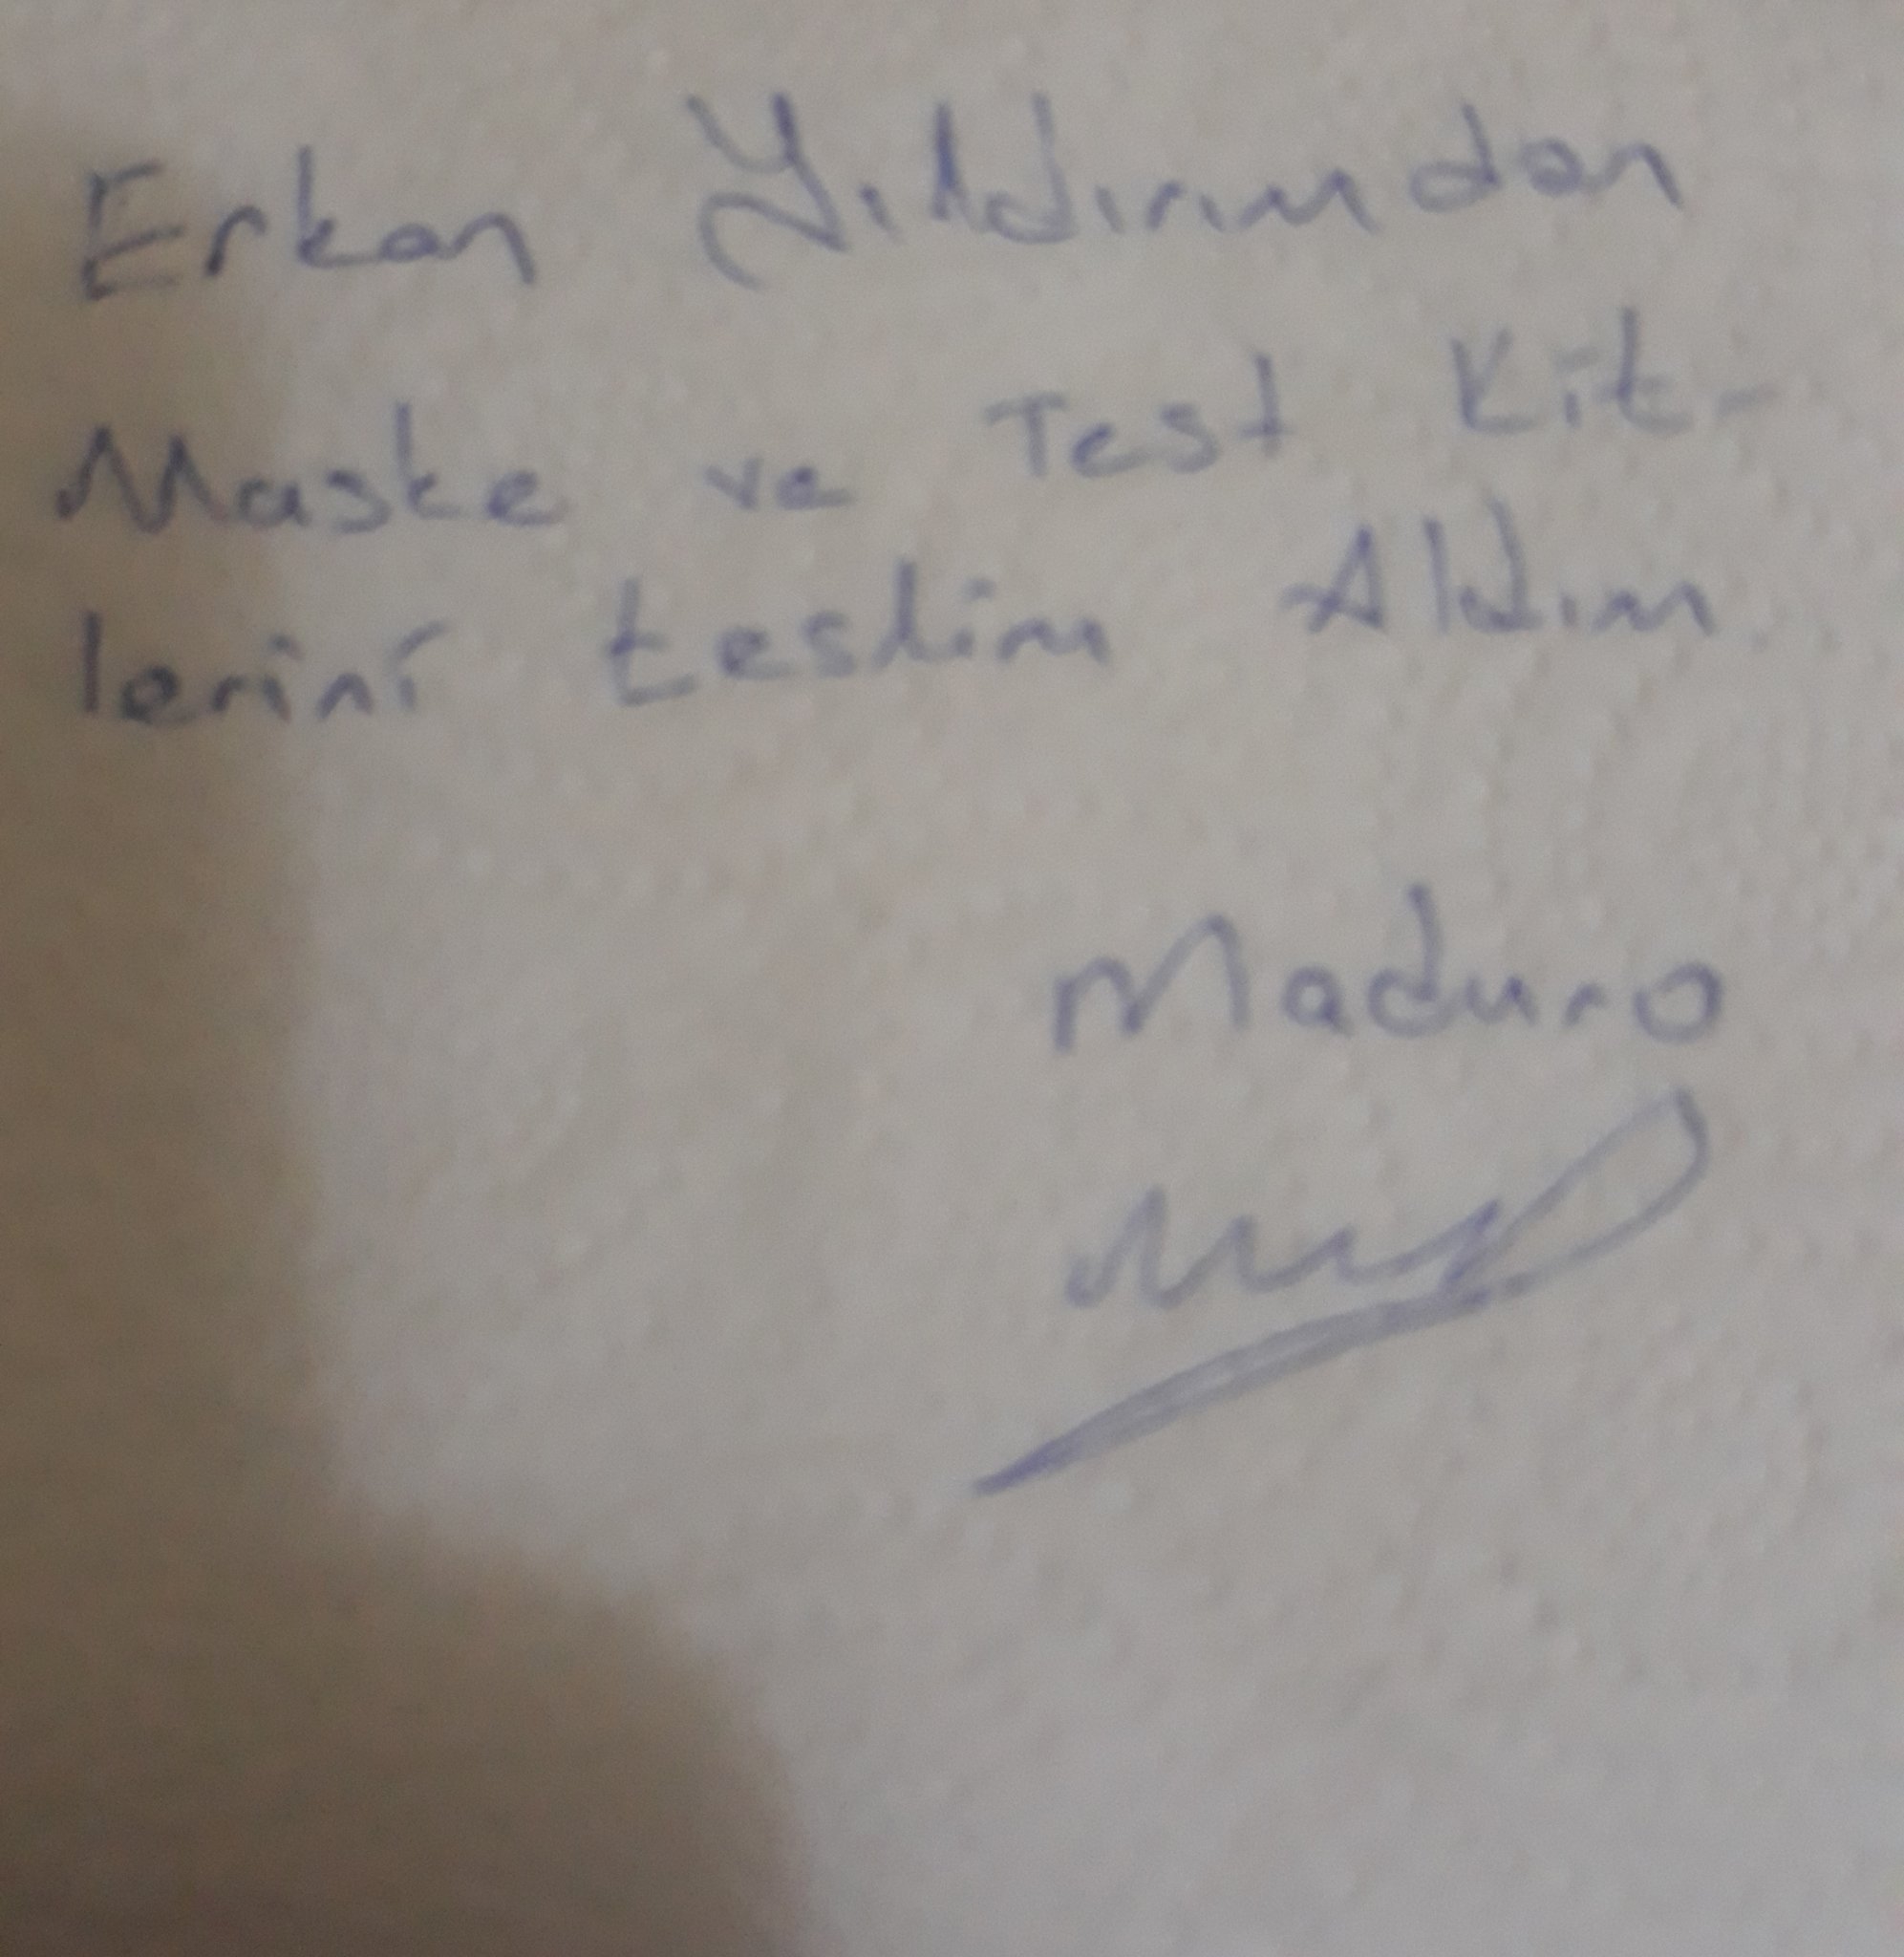 Erkan Yıldırımdan
Maske ve Test Kit-
lerini teslim Aldım
Maduro